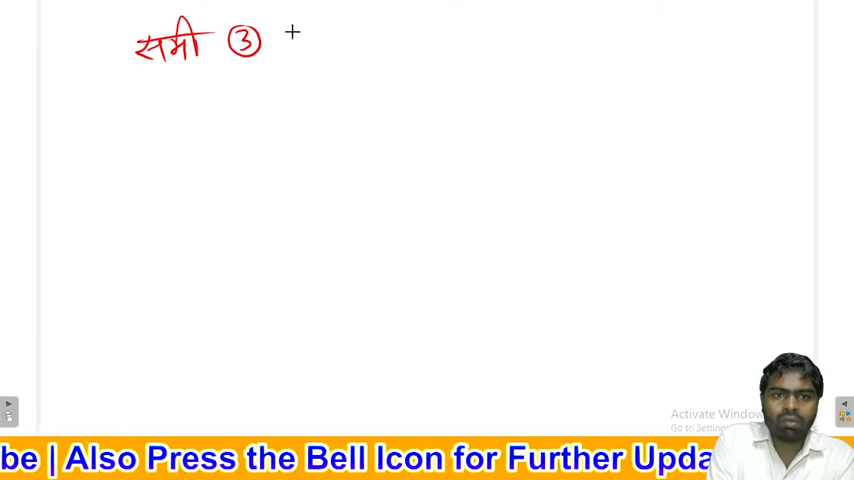 समी ③
Activate Window
Go to Setting
be | Also Press the Bell Icon for Further Upda